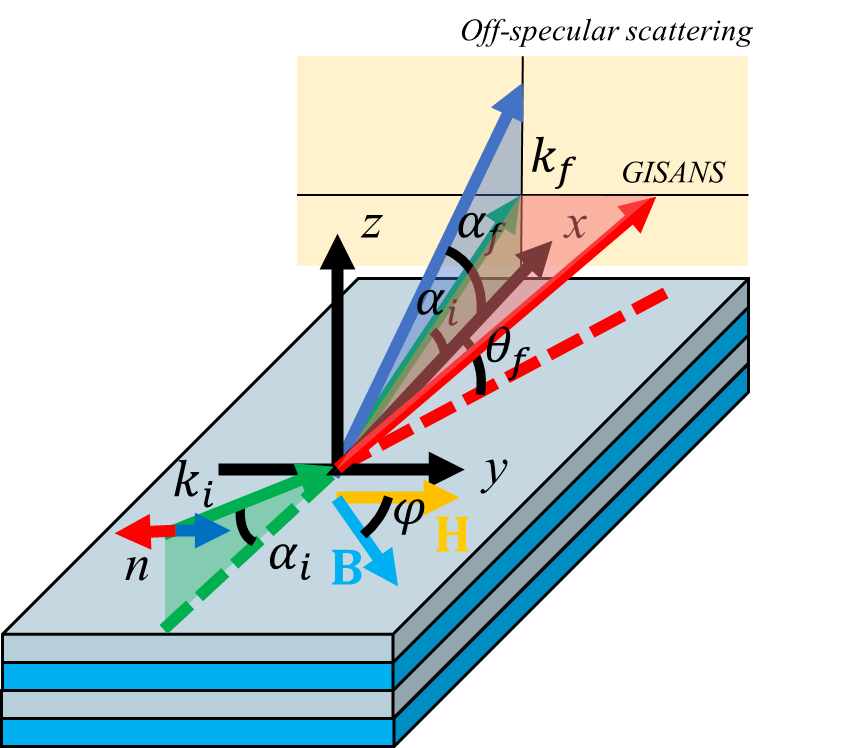 Off-specular scattering
k_f
GISANS
z
α_f
x
α_i
θ_f
k_i
y
φ
H
n
α_i
B